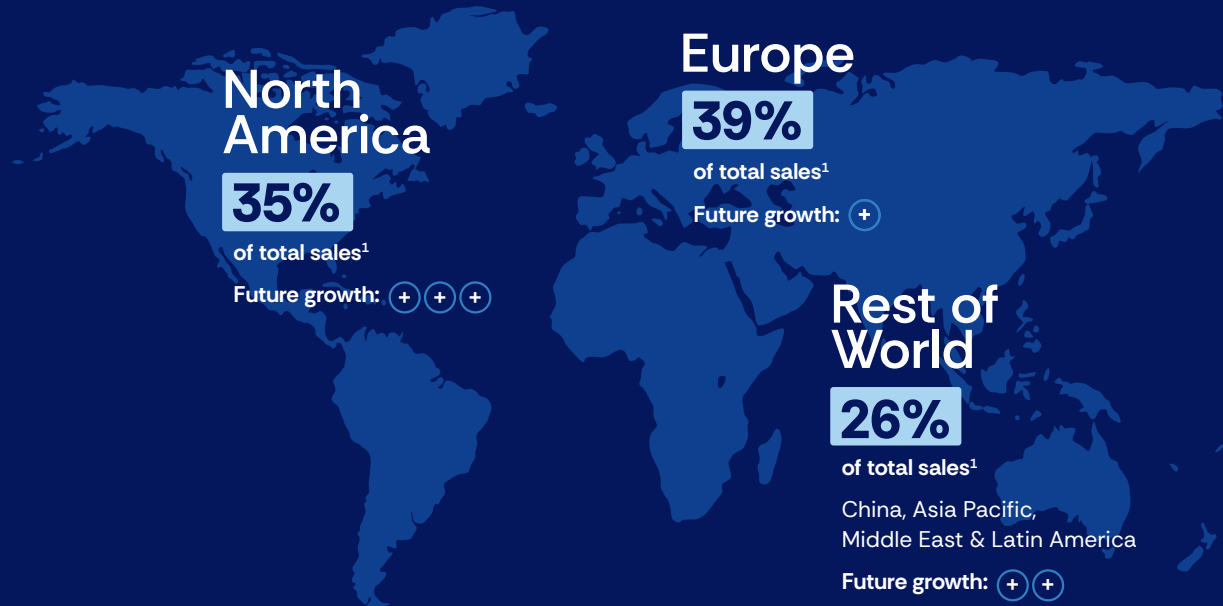 North
America
35%
of total sales¹
Future growth: + + +
Europe
39%
of total sales¹
Future growth: +
Rest of
World
26%
of total sales¹
China, Asia Pacific,
Middle East & Latin America
Future growth: + +